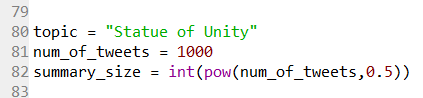 79
80 topic = "Statue of Unity"
81 num_of_tweets = 1000
82 summary_size = int(pow(num_of_tweets,0.5))
83